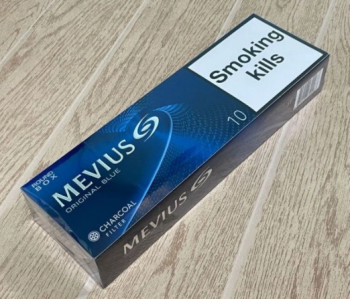 Smoking
kills
10
ROUND
BOX
MEVIUS
ORIGINAL BLUE
CHARCOAL
FILTER
MEVIUS